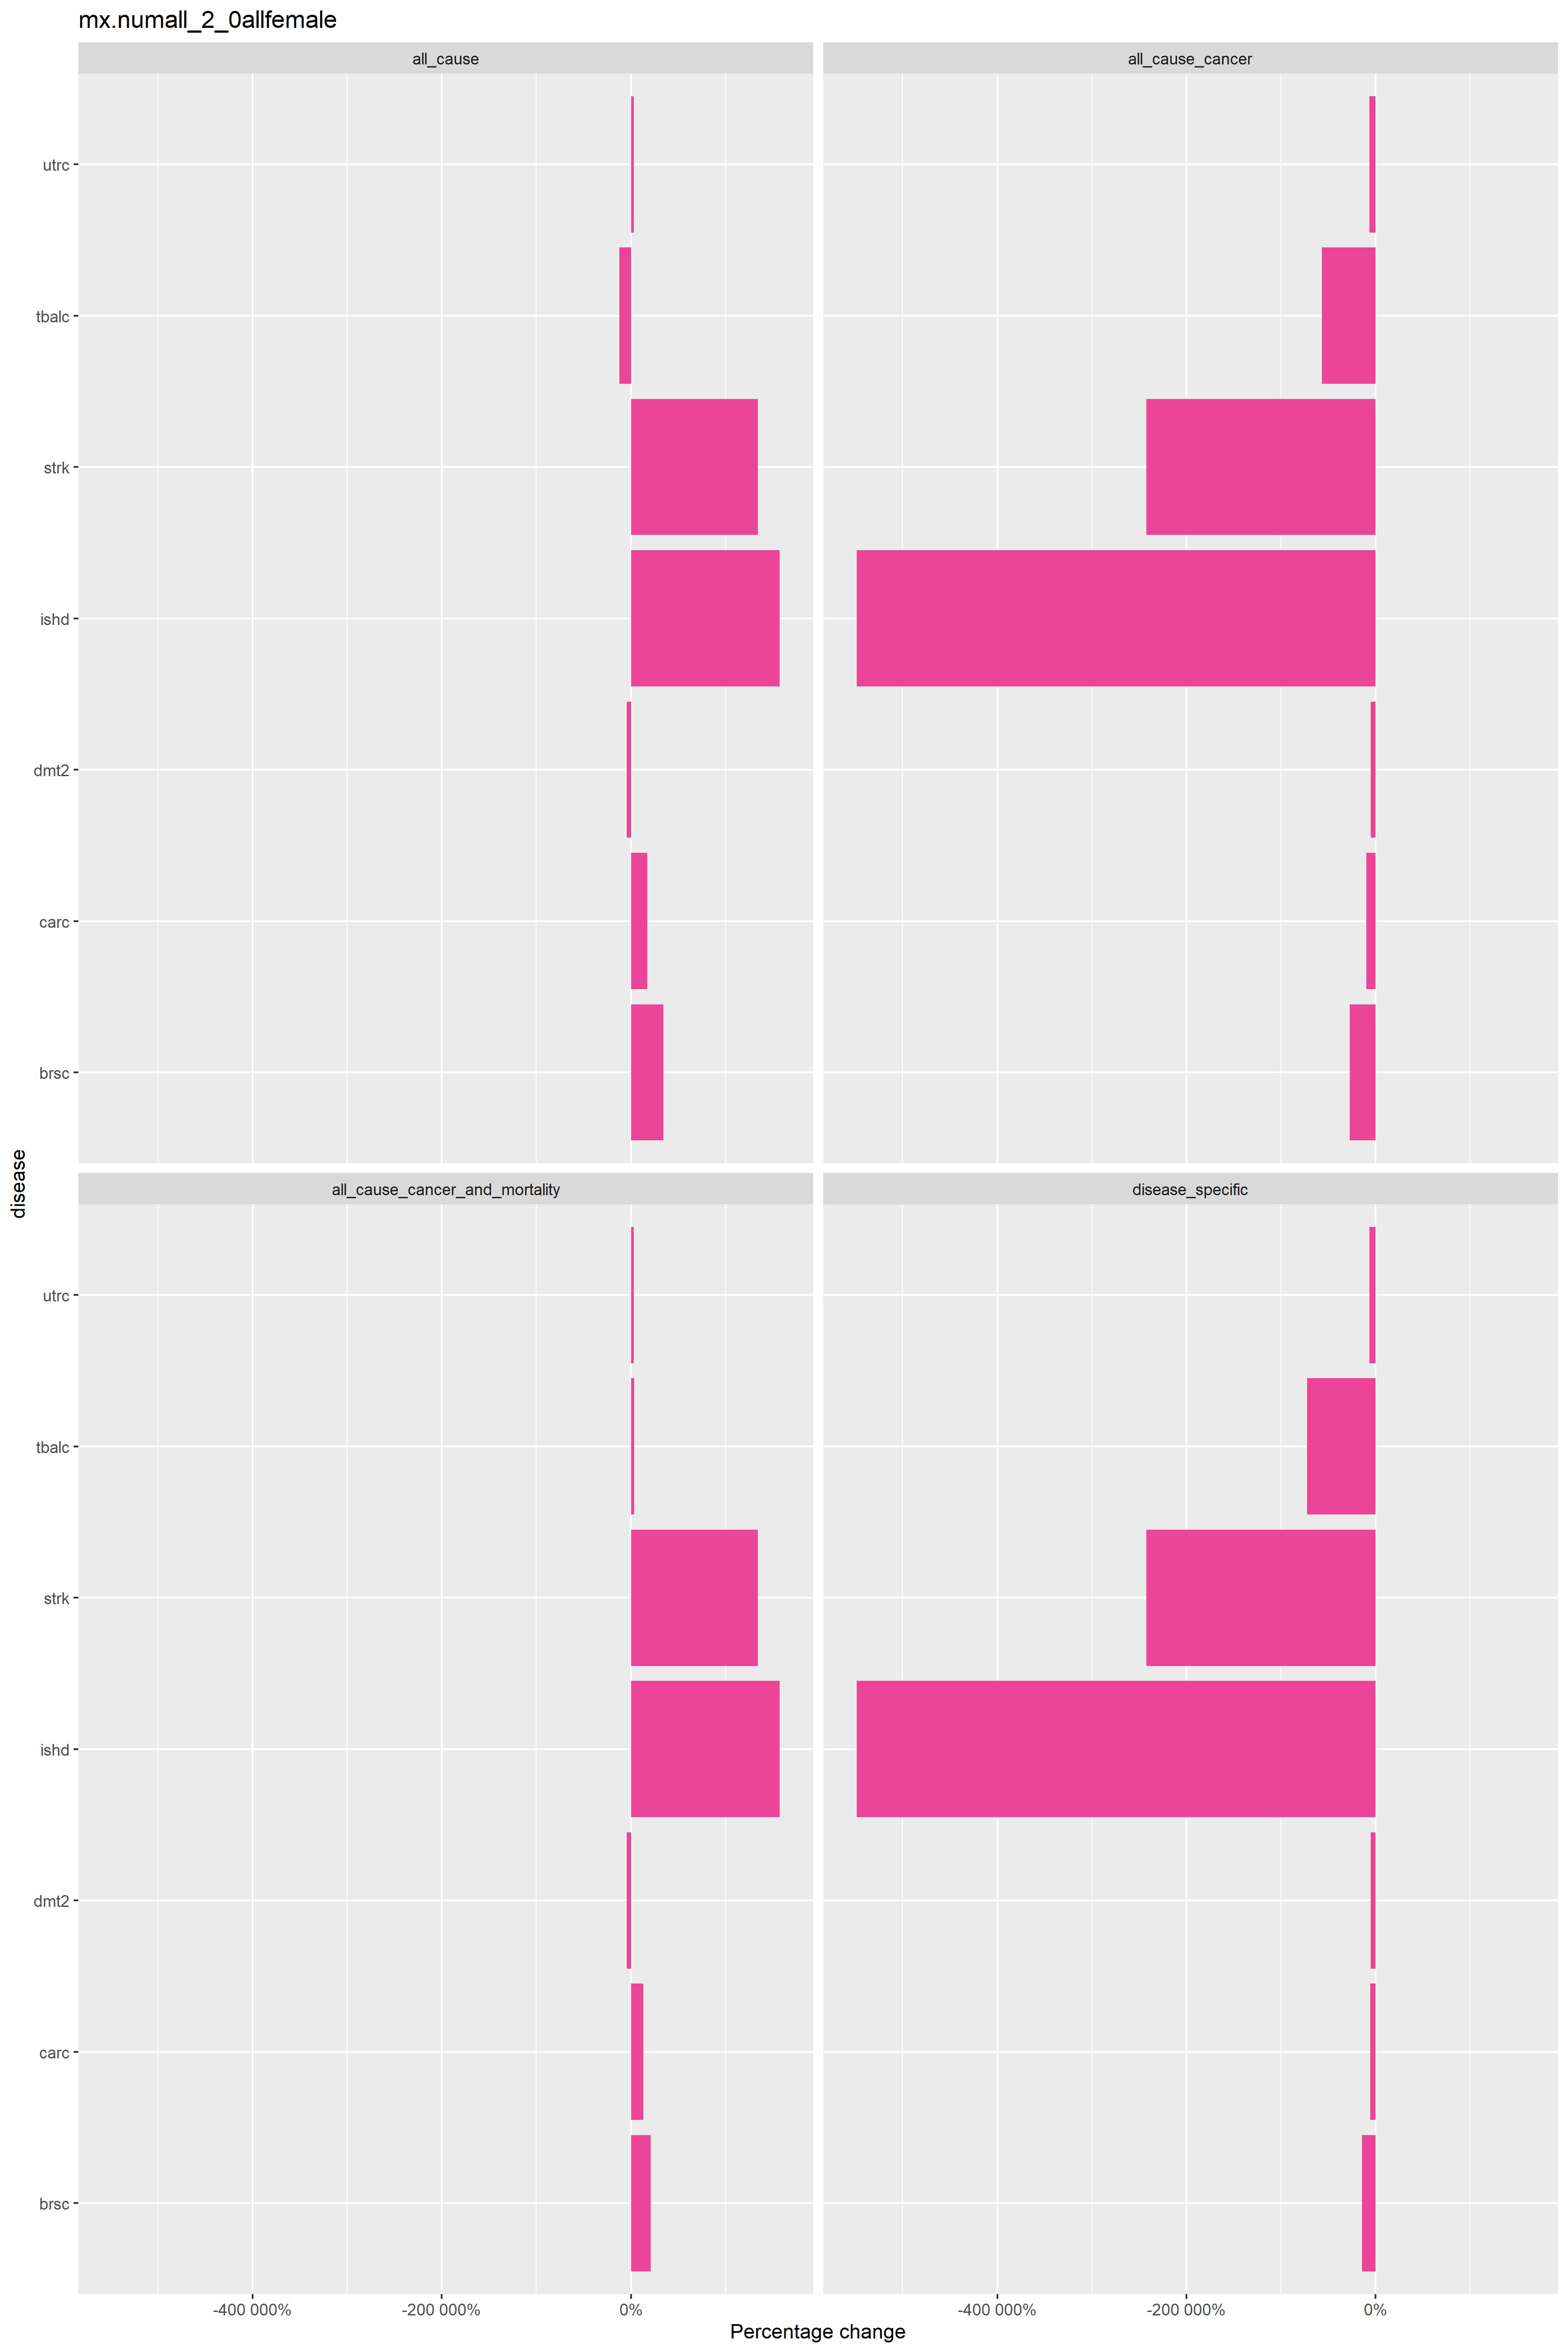 mx.numall_2_0allfemale
all_cause
all_cause_cancer
utrc
tbalc
strk
ishd
dmt2
carc
brsc
disease
all_cause_cancer_and_mortality
disease_specific
utrc
tbalc
strk
ishd
dmt2
carc
brsc
-400 000%
-200 000%
0%
-400 000%
-200 000%
0%
Percentage change